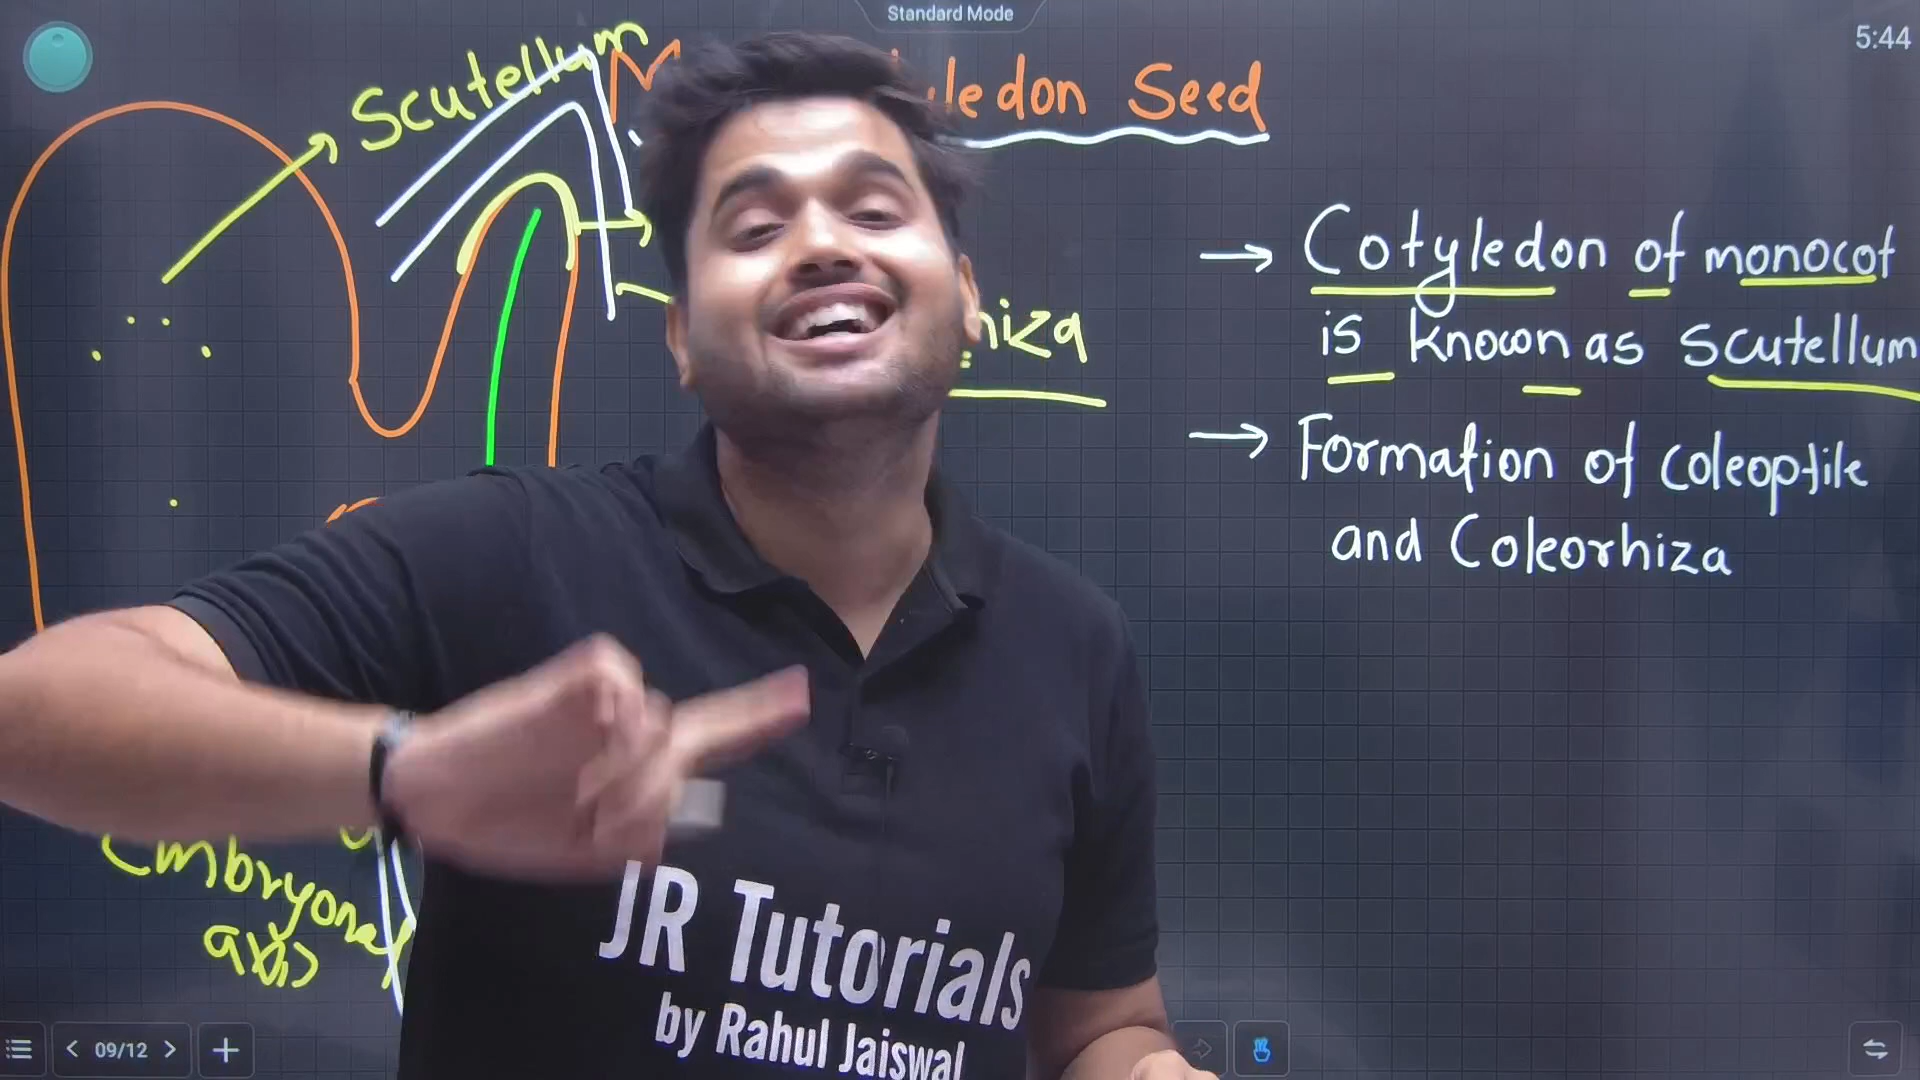 Standard Mode
5:44
Scutellum
ledon Seed
→ Cotyledon of monocot
is known as scutellum
hiza
→ Formation of coleoptile
and Coleorhiza
Embryonal
axis
JR Tutorials
by Rahul Jaiswal
09/12